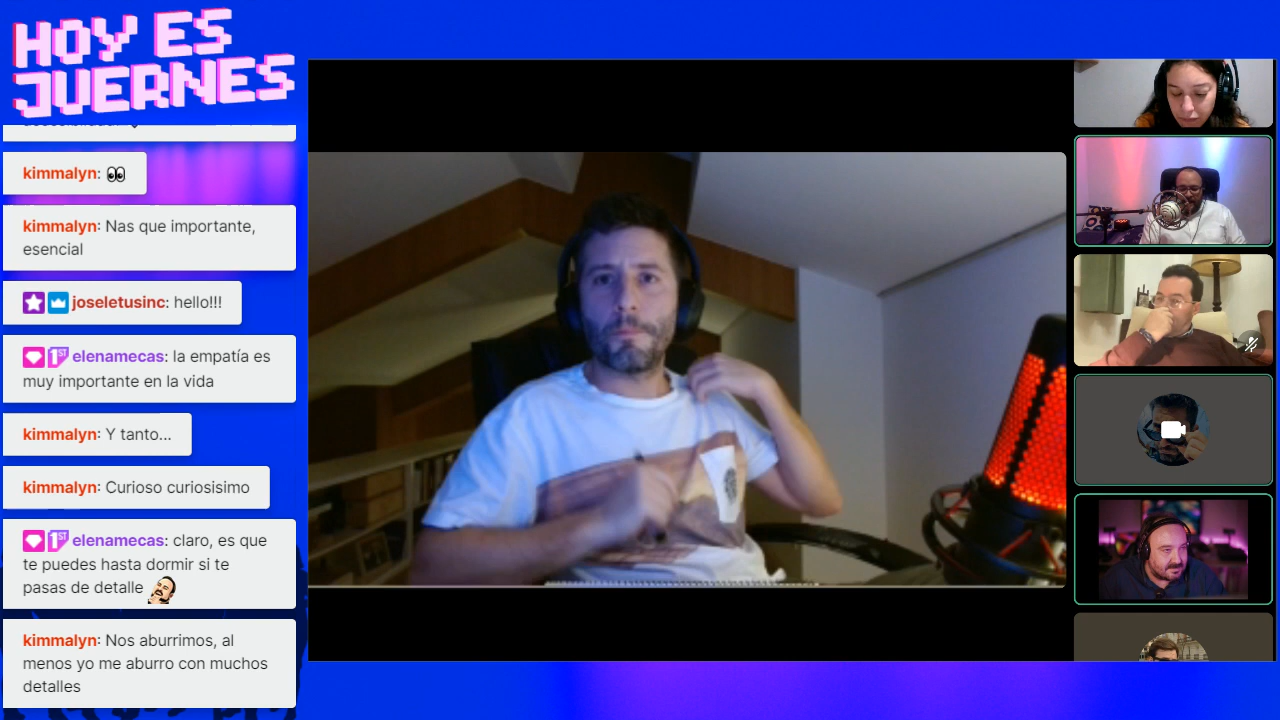 HOY ES
JUERNES
kimmalyn: 👀
kimmalyn: Nas que importante,
esencial
joseletusinc: hello!!!
1ST elenamecas: la empatía es
muy importante en la vida
kimmalyn: Y tanto...
kimmalyn: Curioso curiosisimo
1ST elenamecas: claro, es que
te puedes hasta dormir si te
pasas de detalle
kimmalyn: Nos aburrimos, al
menos yo me aburro con muchos
detalles